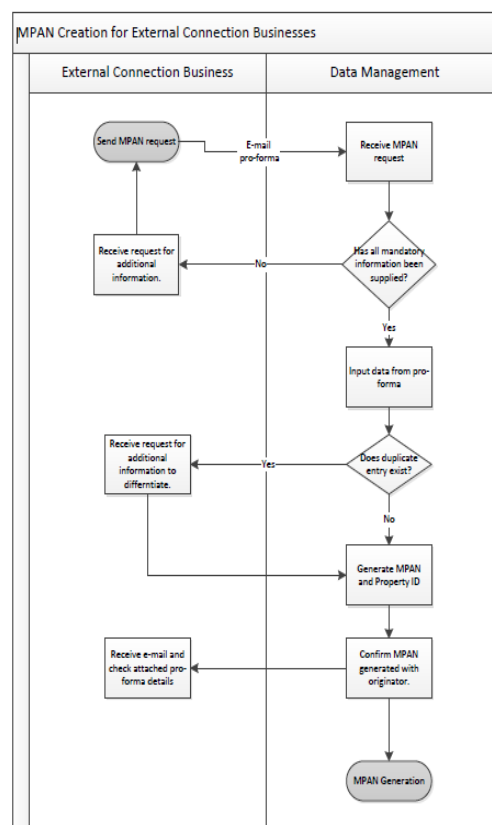 MPAN Creation for External Connection Businesses
External Connection Business
Data Management
Send MPAN request
E-mail
pro-forma
Receive MPAN
request
Receive request for
additional
information.
No
Has all mandatory
information been
supplied?
Yes
Input data from pro-
forma
Receive request for
additional
information to
differntiate.
Yes
Does duplicate
entry exist?
No
Generate MPAN
and Property ID
Receive e-mail and
check attached pro-
forma details
Confirm MPAN
generated with
originator.
MPAN Generation